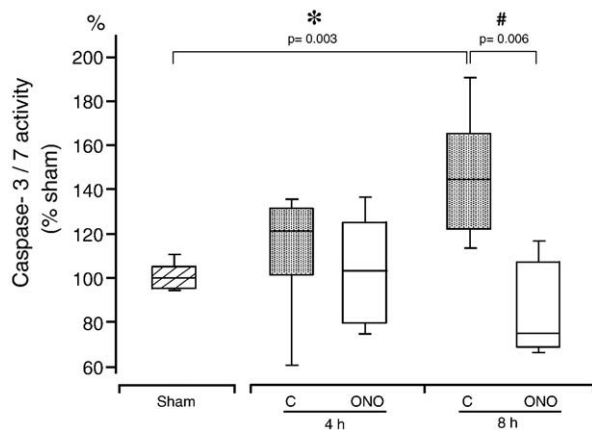 %
*
#
p= 0.003
p= 0.006
Caspase- 3 / 7 activity
(% sham)
200
180
160
140
120
100
80
60
Sham
C
ONO
C
ONO
4 h
8 h